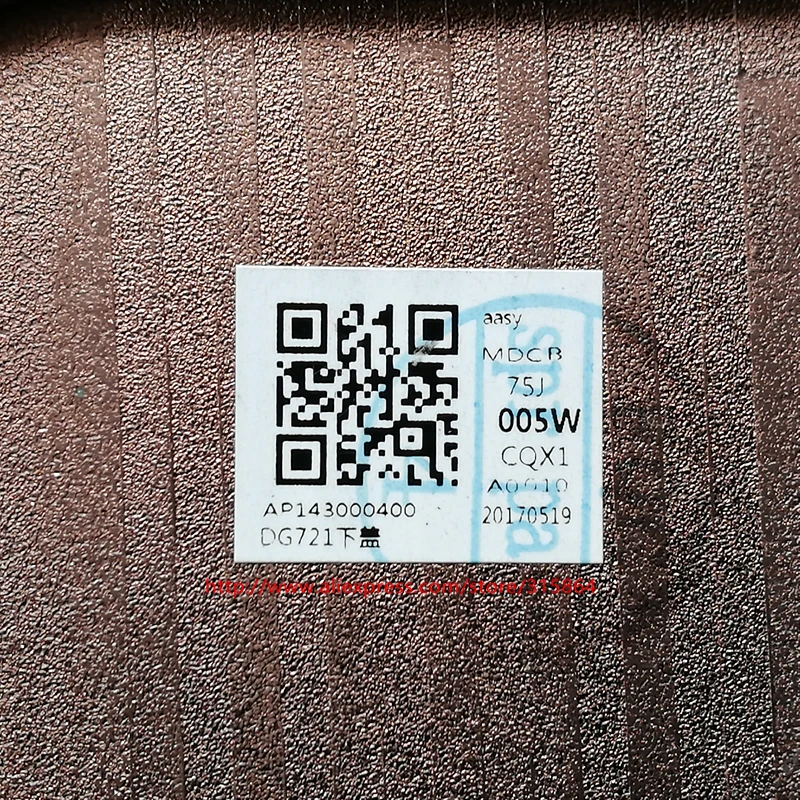 aasy
MDCB
75J
005W
CQX1
A0010
20170519
AP143000400
DG721下盖
http://www.aliexpress.com/store/315864